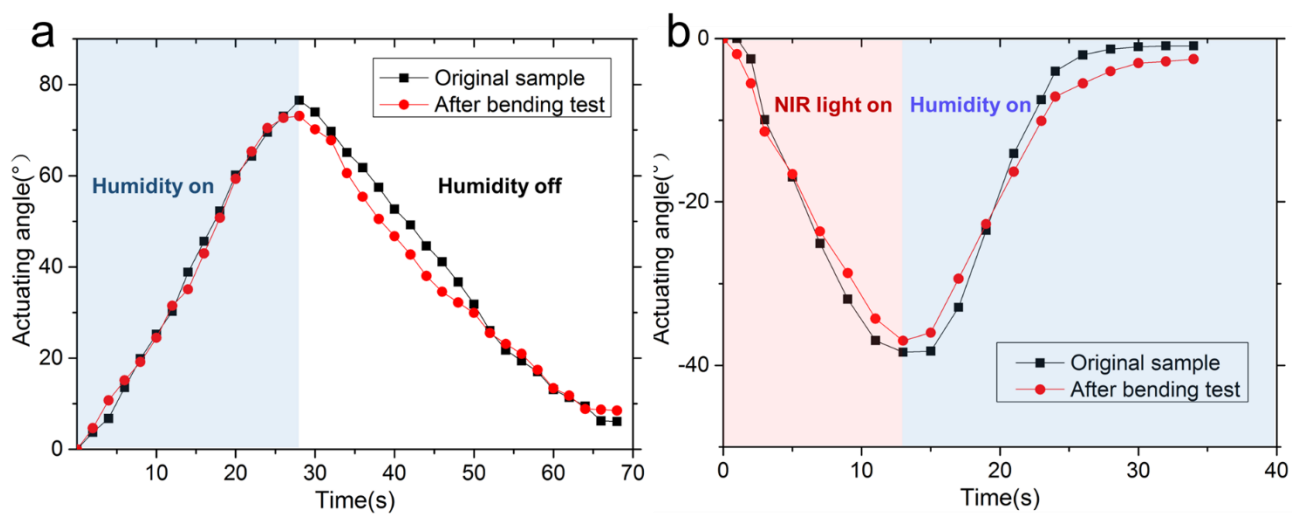 a
Actuating angle(°)
80
60
40
20
0
Original sample
After bending test
Humidity on
Humidity off
10
20
30
40
50
60
70
Time(s)
b
Actuating angle(°)
0
-20
-40
NIR light on
Humidity on
Original sample
After bending test
0
10
20
30
40
Time(s)